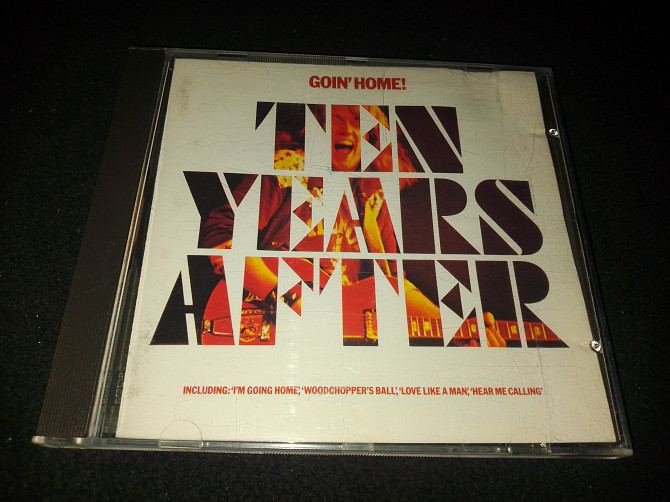 GOIN' HOME!
TEN
YEARS
AFTER
INCLUDING: 'I'M GOING HOME', 'WOODCHOPPER'S BALL', 'LOVE LIKE A MAN', 'HEAR ME CALLING'